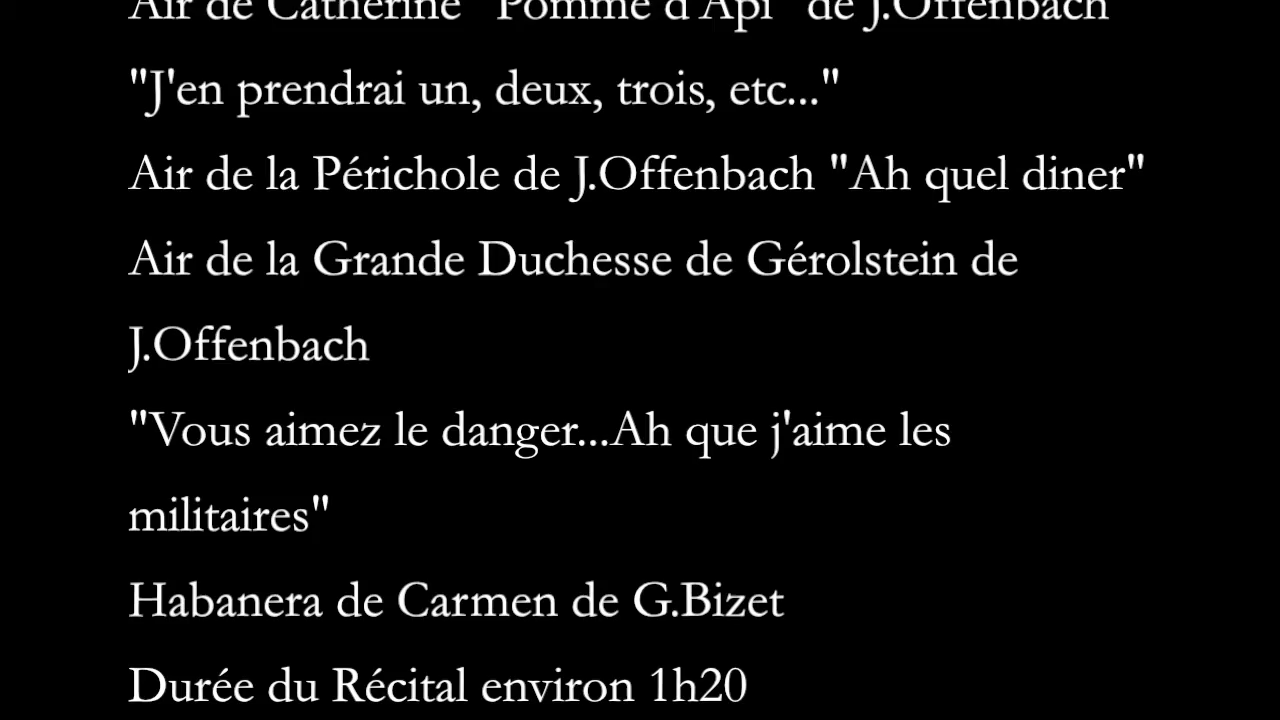 Air de Catherine "Pomme d'Api" de J.Offenbach
"J'en prendrai un, deux, trois, etc..."
Air de la Périchole de J.Offenbach "Ah quel diner"
Air de la Grande Duchesse de Gérolstein de
J.Offenbach
"Vous aimez le danger...Ah que j'aime les
militaires"
Habanera de Carmen de G.Bizet
Durée du Récital environ 1h20